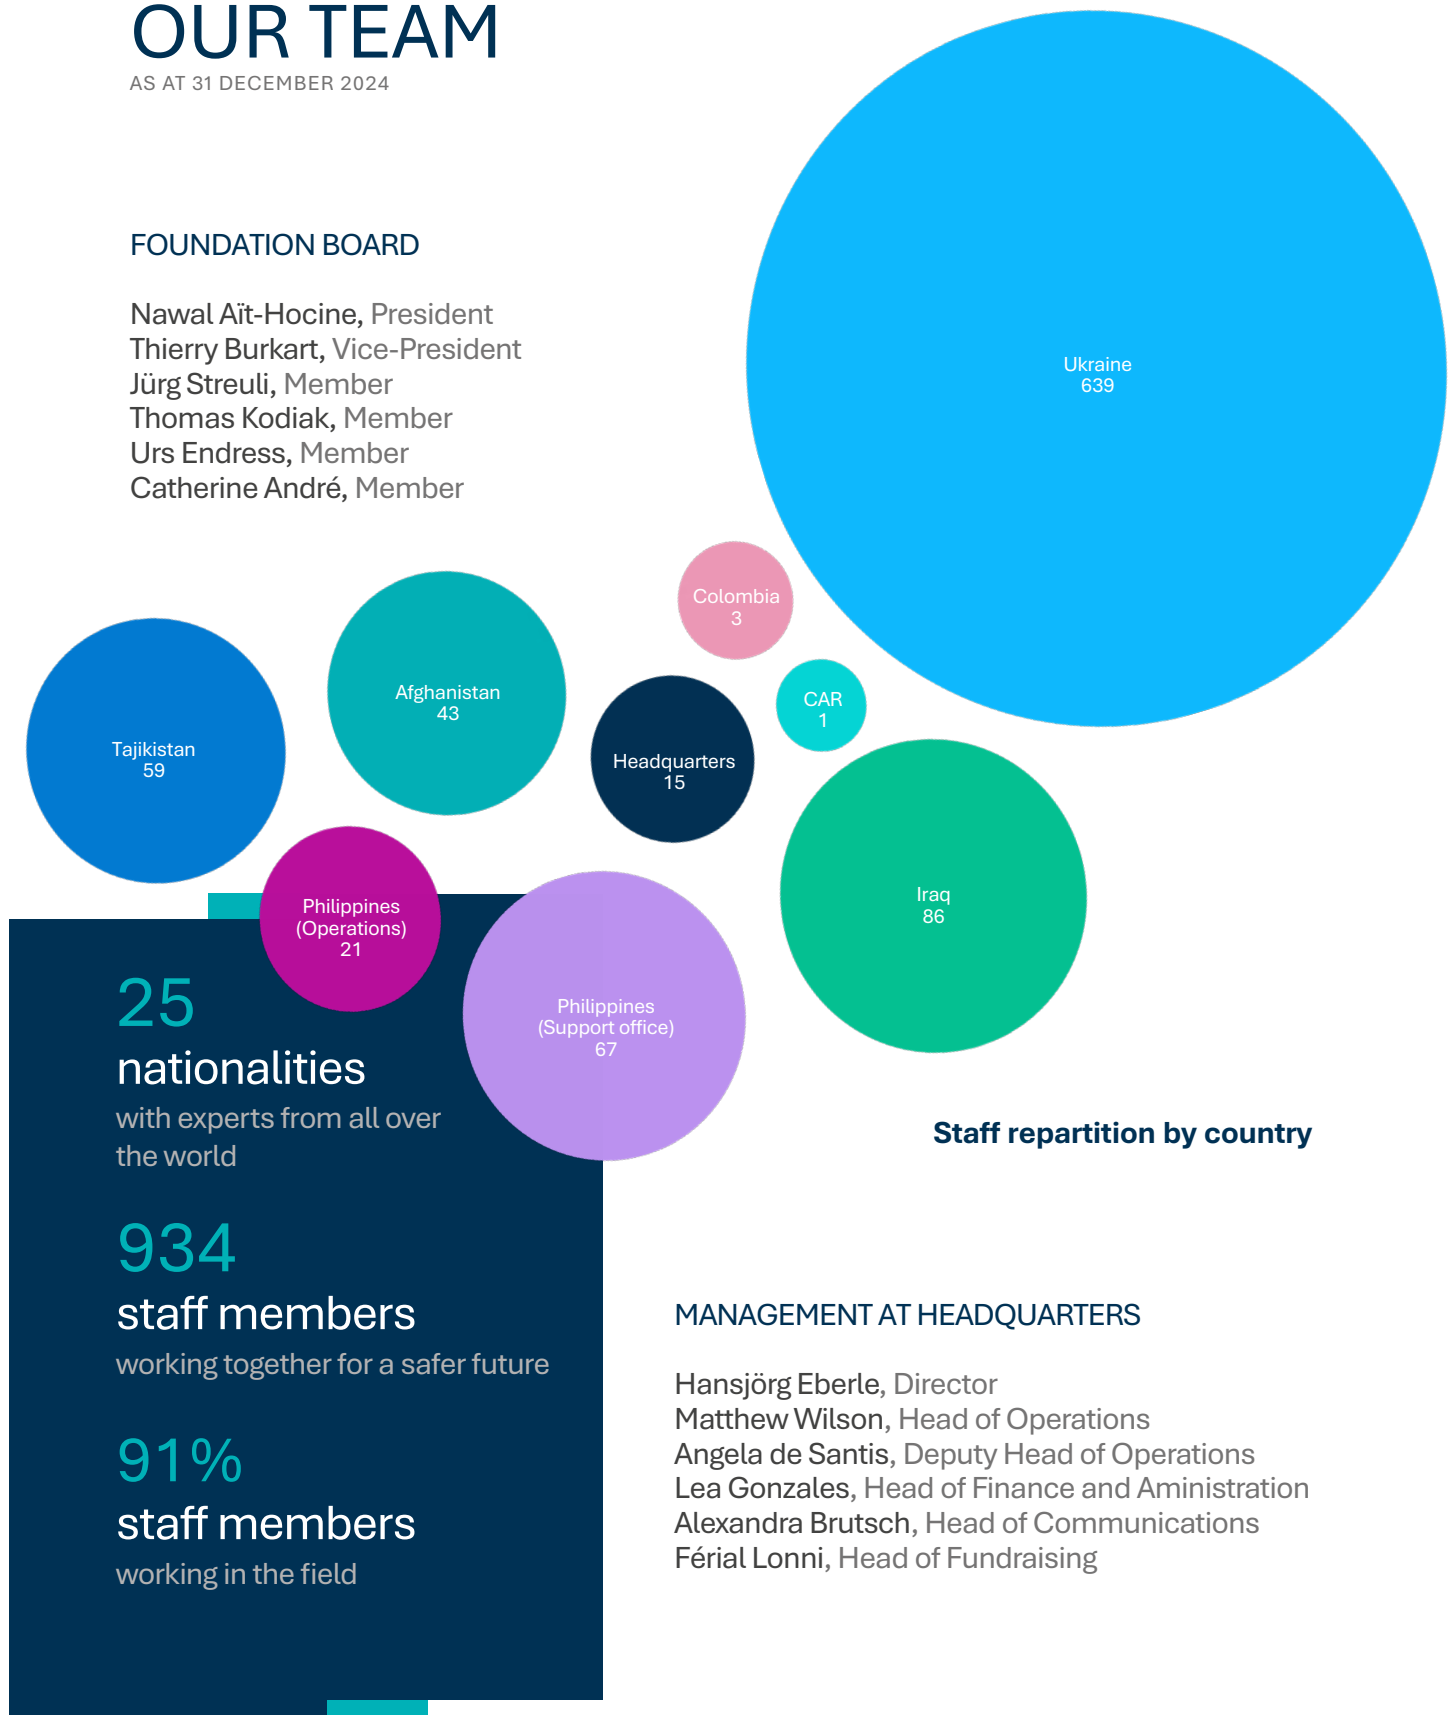 OUR TEAM
AS AT 31 DECEMBER 2024
FOUNDATION BOARD
Nawal Aït-Hocine, President
Thierry Burkart, Vice-President
Jürg Streuli, Member
Thomas Kodiak, Member
Urs Endress, Member
Catherine André, Member
Ukraine
639
Colombia
3
Afghanistan
43
CAR
1
Tajikistan
59
Headquarters
15
Iraq
86
Philippines
(Operations)
21
Philippines
(Support office)
67
25
nationalities
with experts from all over
the world
Staff repartition by country
934
staff members
working together for a safer future
91%
staff members
working in the field
MANAGEMENT AT HEADQUARTERS
Hansjörg Eberle, Director
Matthew Wilson, Head of Operations
Angela de Santis, Deputy Head of Operations
Lea Gonzales, Head of Finance and Aministration
Alexandra Brutsch, Head of Communications
Férial Lonni, Head of Fundraising